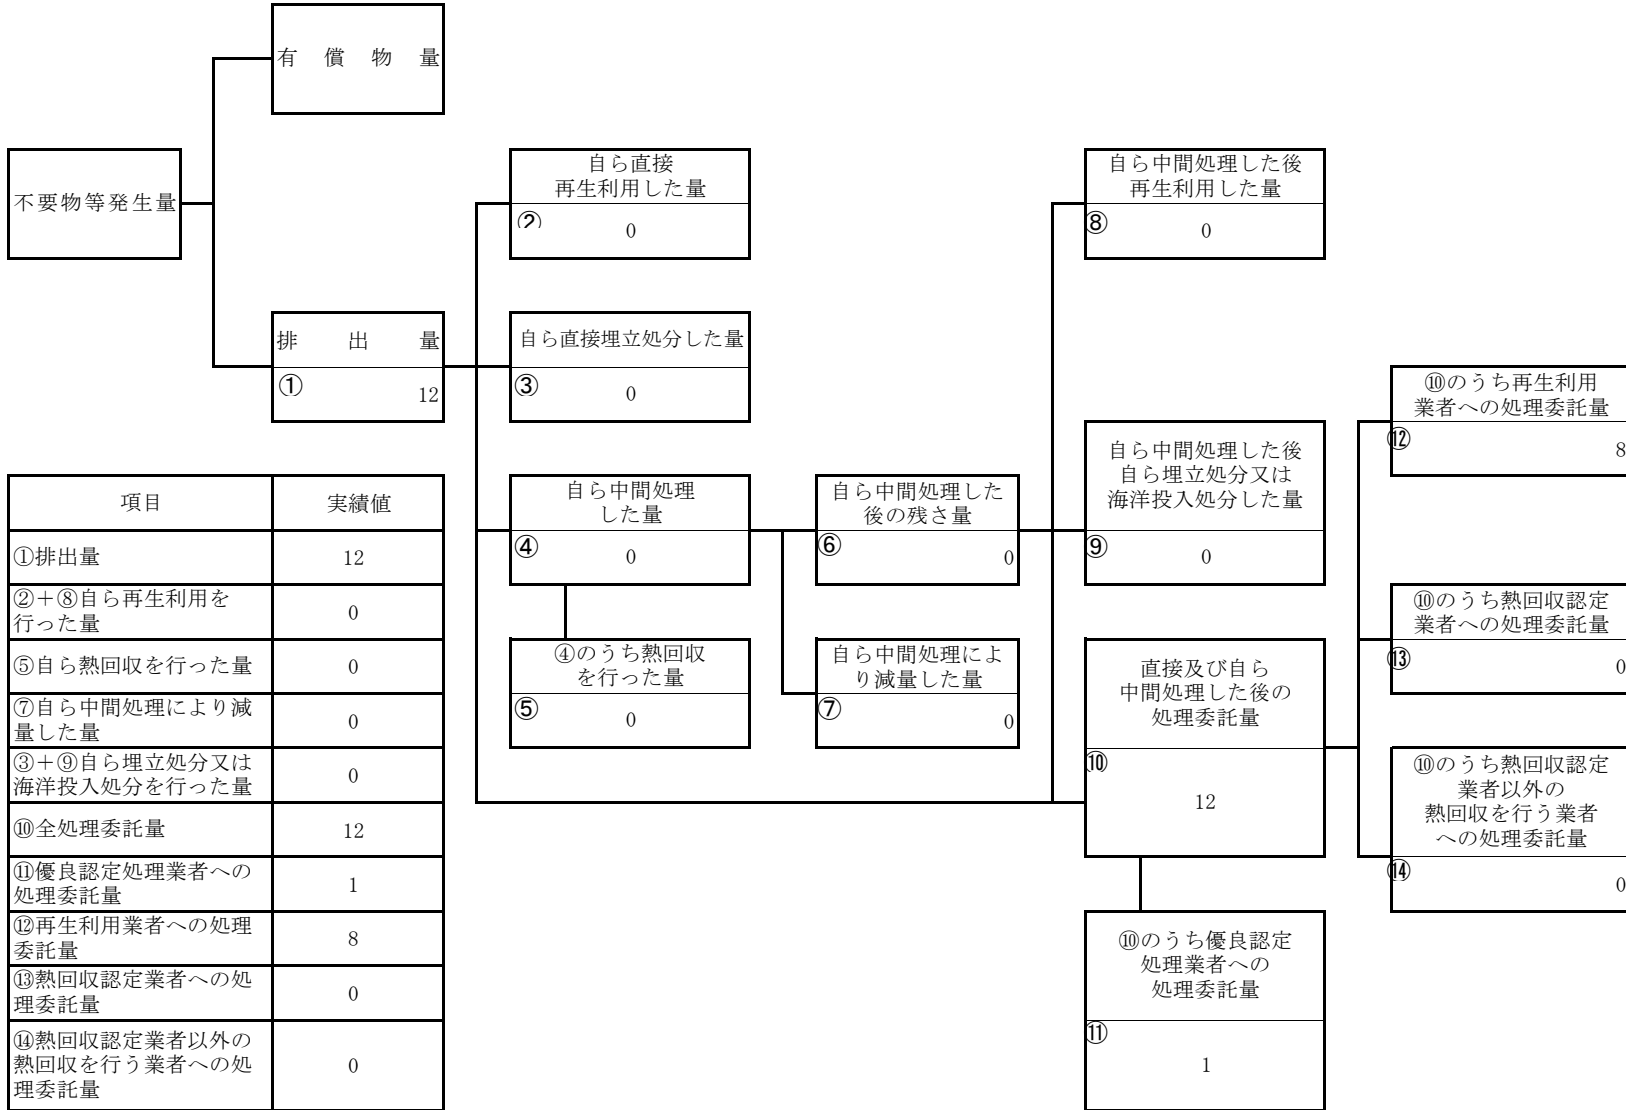 有償物量
不要物等発生量
排出量
①
12
自ら直接
再生利用した量
②
0
自ら直接埋立処分した量
③
0
自ら中間処理
した量
④
0
④のうち熱回収
を行った量
⑤
0
自ら中間処理した
後の残さ量
⑥
0
自ら中間処理によ
り減量した量
⑦
0
自ら中間処理した後
再生利用した量
⑧
0
自ら中間処理した後
自ら埋立処分又は
海洋投入処分した量
⑨
0
直接及び自ら
中間処理した後の
処理委託量
⑩
12
⑩のうち優良認定
処理業者への
処理委託量
⑪
1
⑩のうち再生利用
業者への処理委託量
⑫
8
⑩のうち熱回収認定
業者への処理委託量
⑬
0
⑩のうち熱回収認定
業者以外の
熱回収を行う業者
への処理委託量
⑭
0
項目 実績値
①排出量 12
②＋⑧自ら再生利用を
行った量 0
⑤自ら熱回収を行った量 0
⑦自ら中間処理により減
量した量 0
③＋⑨自ら埋立処分又は
海洋投入処分を行った量 0
⑩全処理委託量 12
⑪優良認定処理業者への
処理委託量 1
⑫再生利用業者への処理
委託量 8
⑬熱回収認定業者への処
理委託量 0
⑭熱回収認定業者以外の
熱回収を行う業者への処
理委託量 0